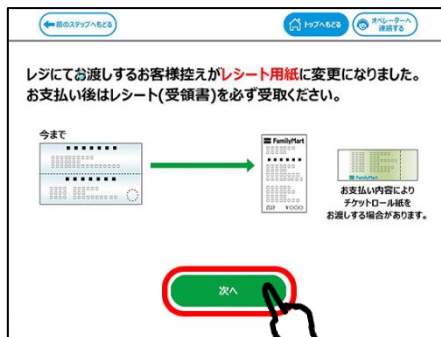 前のステップへもどる
トップへもどる
オペレーターへ
連絡する
レジにてお渡しするお客様控えがレシート用紙に変更になりました。
お支払い後はレシート(受領書)を必ず受取ください。
今まで
FamilyMart
¥○○○
FamilyMart
お支払い内容により
チケットロール紙を
お渡しする場合があります。
次へ